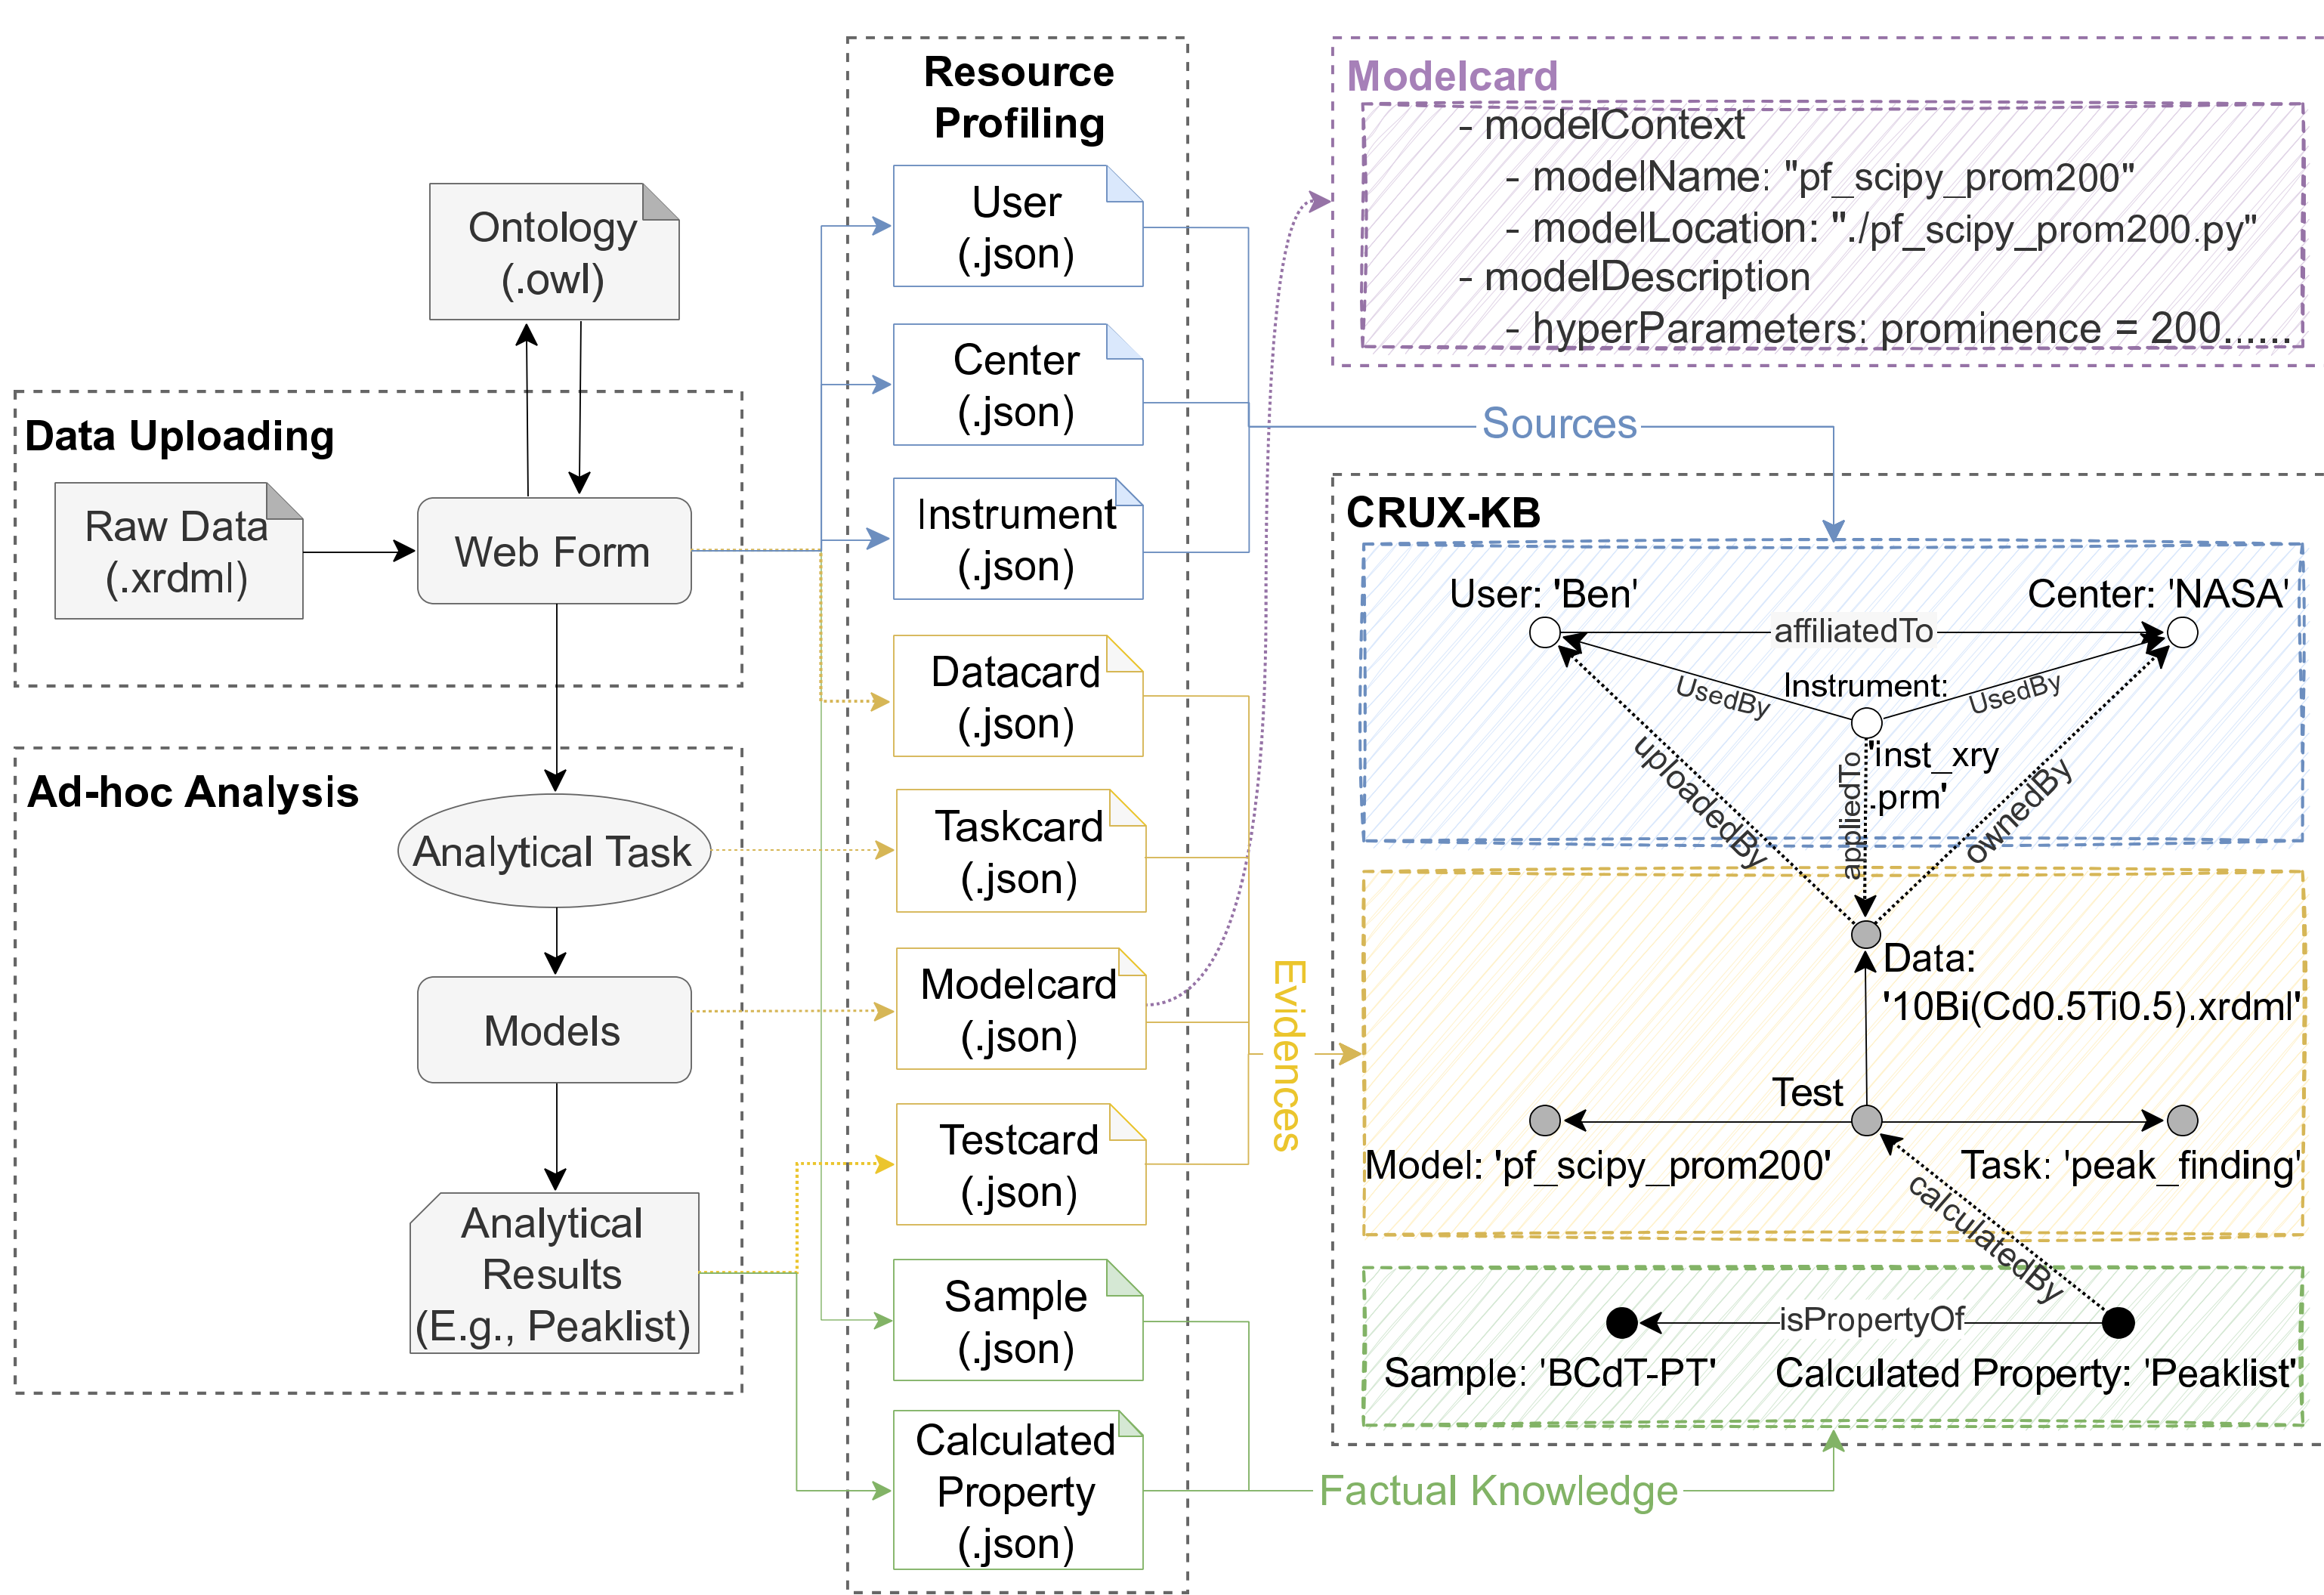 Ontology
(.owl)
Data Uploading
Raw Data
(.xrdml)
Web Form
Ad-hoc Analysis
Analytical Task
Models
Analytical
Results
(E.g., Peaklist)
Resource
Profiling
User
(.json)
Center
(.json)
Instrument
(.json)
Datacard
(.json)
Taskcard
(.json)
Modelcard
(.json)
Testcard
(.json)
Sample
(.json)
Calculated
Property
(.json)
Modelcard
- modelContext
- modelName: "pf_scipy_prom200"
- modelLocation: "./pf_scipy_prom200.py"
- modelDescription
- hyperParameters: prominence = 200......
Sources
Evidences
Factual Knowledge
CRUX-KB
User: 'Ben'
Center: 'NASA'
affiliatedTo
UsedBy
Instrument:
UsedBy
'inst_xry
.prm'
uploadedBy
appliedTo
ownedBy
Data:
'10Bi(Cd0.5Ti0.5).xrdml'
Test
Model: 'pf_scipy_prom200'
Task: 'peak_finding'
calculatedBy
isPropertyOf
Sample: 'BCdT-PT'
Calculated Property: 'Peaklist'